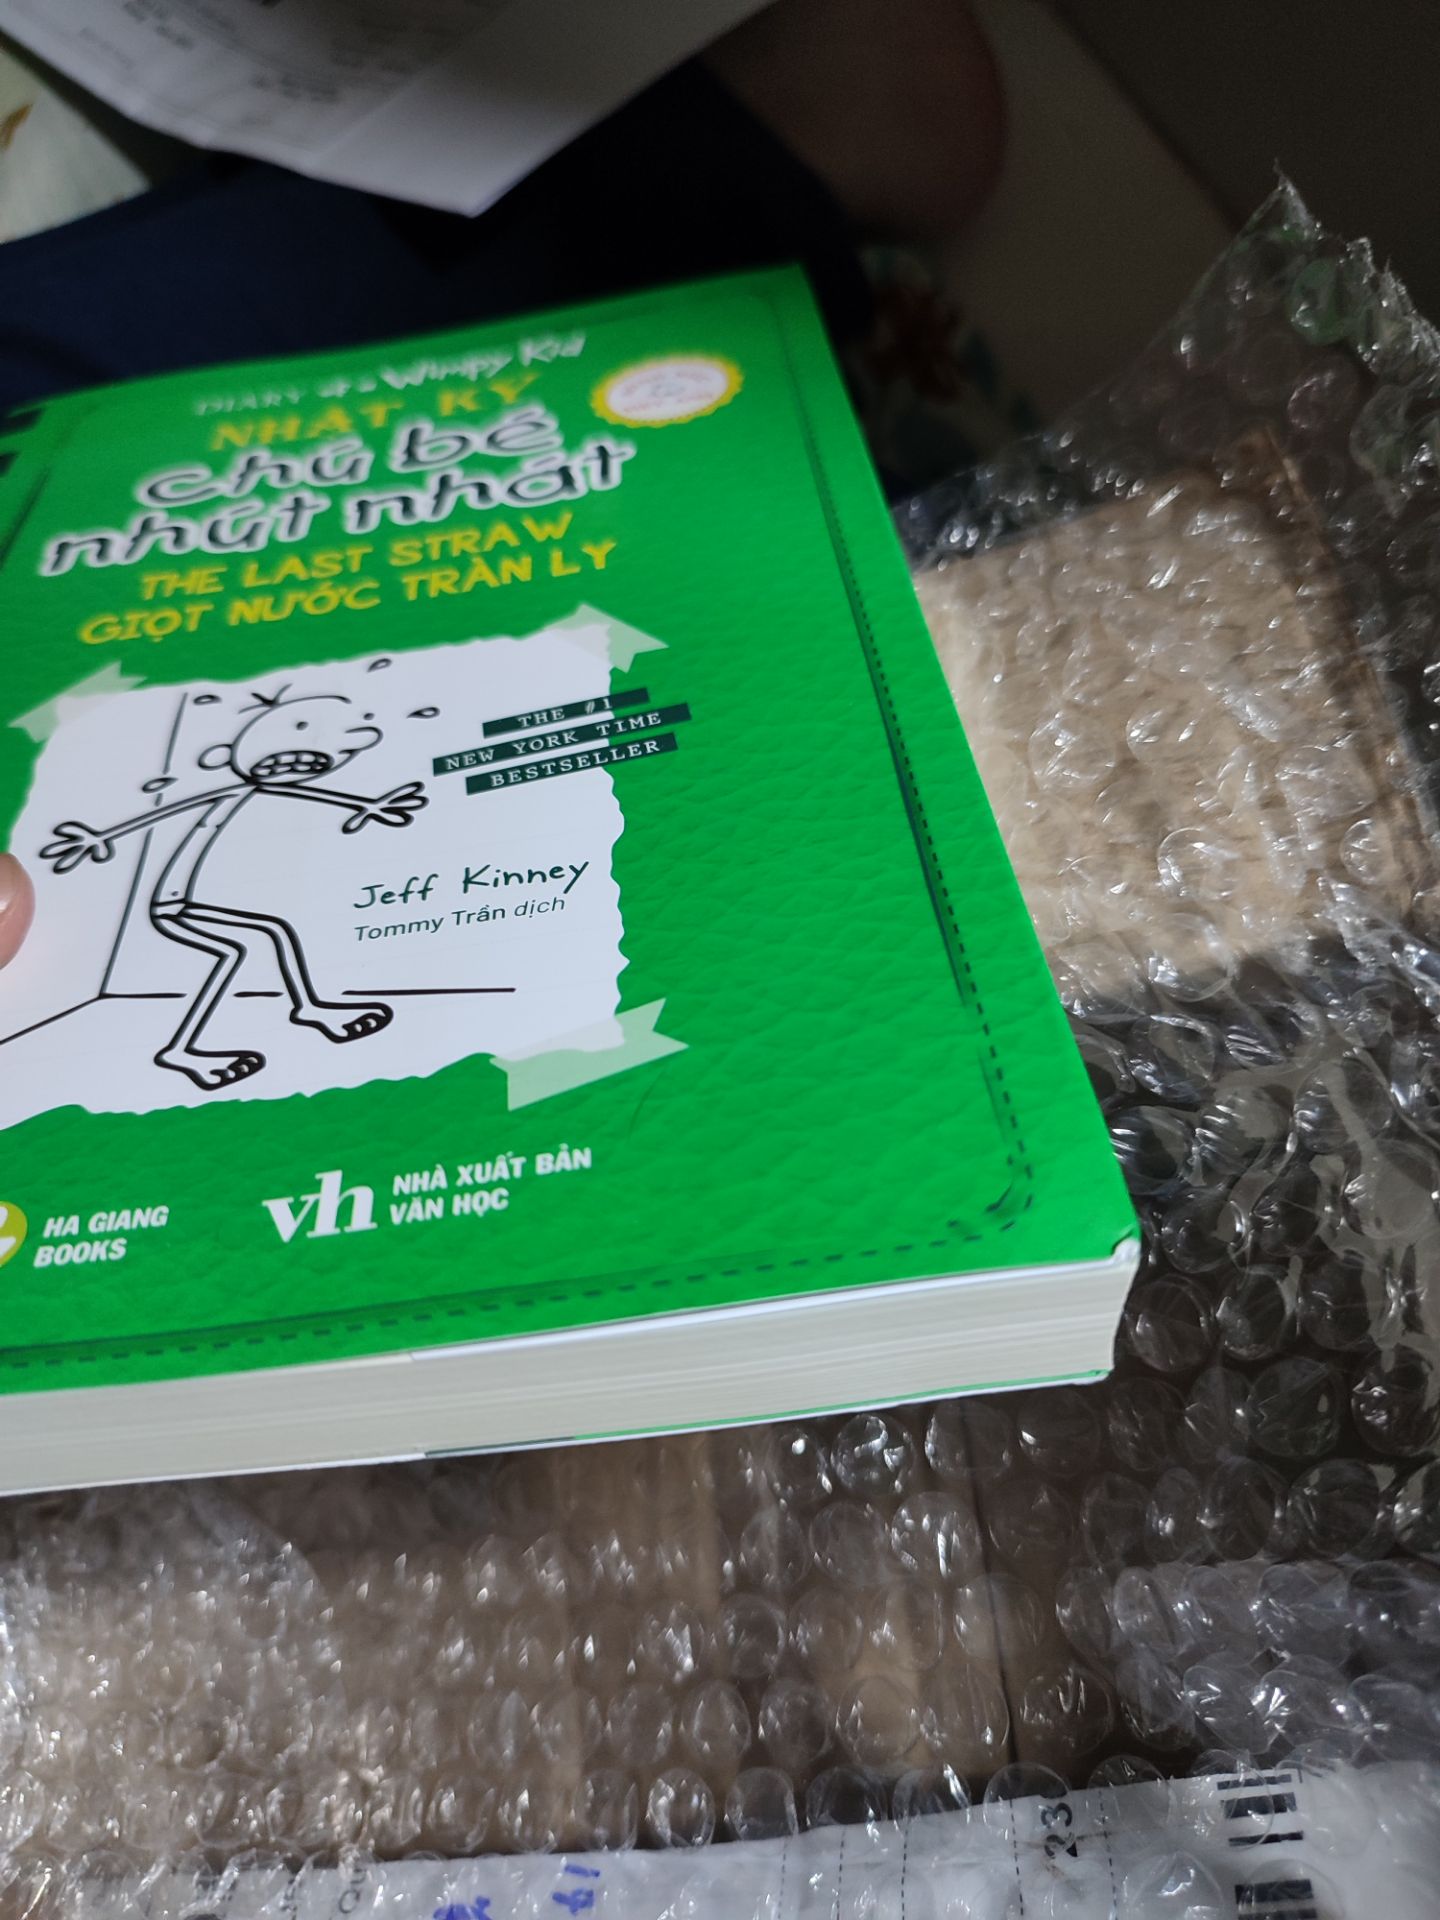 DIARY of a Wimpy Kid
NHẬT KÝ
chú bé
nhút nhát
THE LAST STRAW
GIỌT NƯỚC TRÀN LY
THE #1
NEW YORK TIME
BESTSELLER
Jeff Kinney
Tommy Trần dịch
HA GIANG
BOOKS
vh
NHÀ XUẤT BẢN
VĂN HỌC